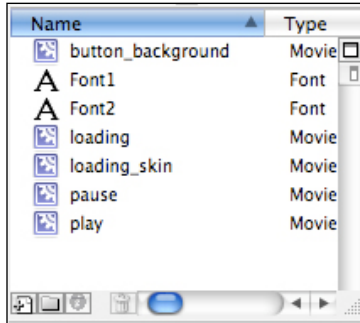 Name Type
button_background Movie
Font1 Font
Font2 Font
loading Movie
loading_skin Movie
pause Movie
play Movie